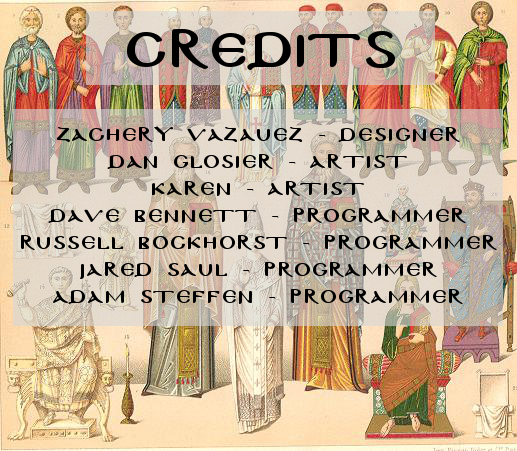 CREDITS
ZACHERY VAZAUEZ - DESIGNER
DAN GLOSIER - ARTIST
KAREN - ARTIST
DAVE BENNETT - PROGRAMMER
RUSSELL BOCKHORST - PROGRAMMER
JARED SAUL - PROGRAMMER
ADAM STEFFEN - PROGRAMMER